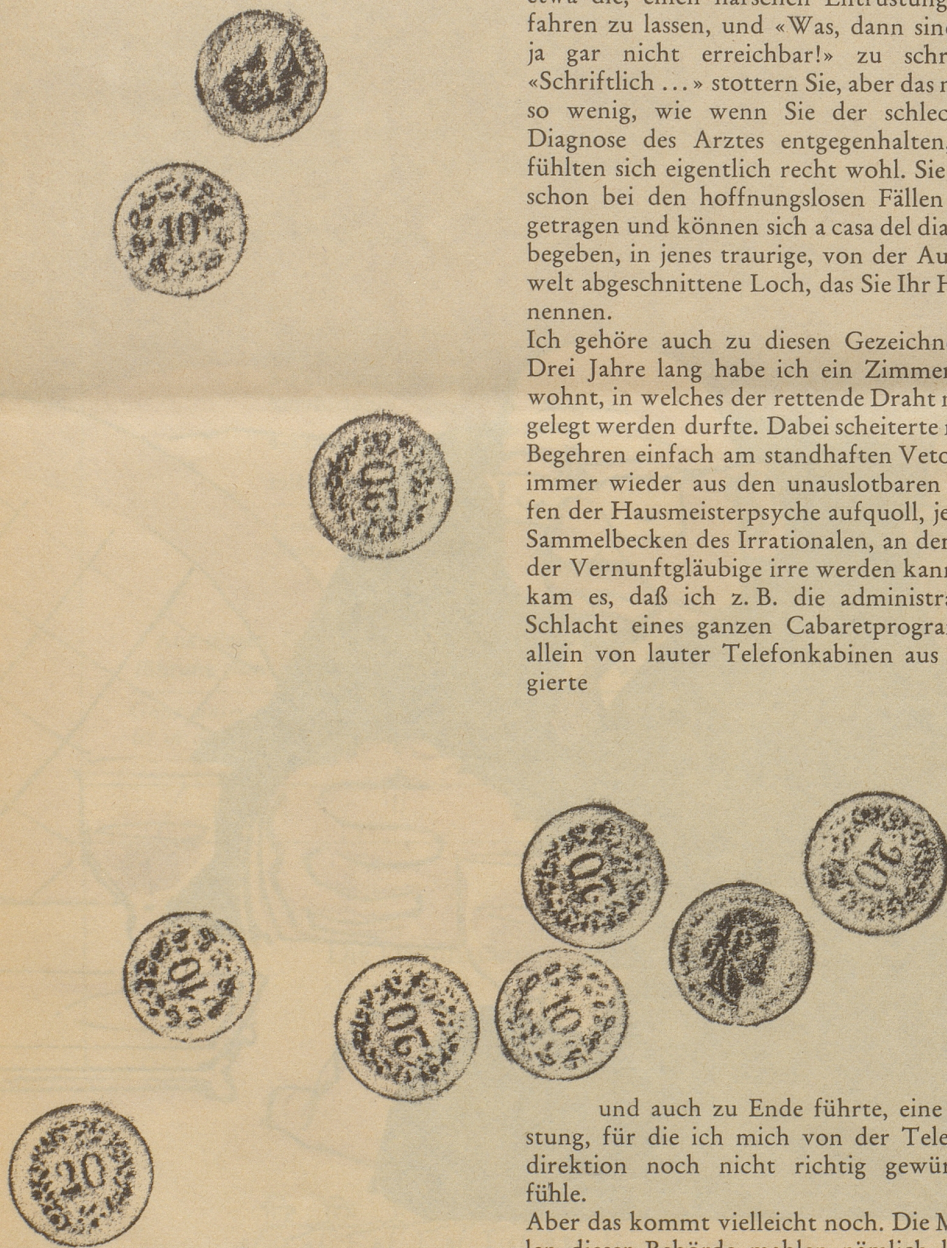 10
20
fahren zu lassen, und «Was, dann sin
ja gar nicht erreichbar!» zu schr
«Schriftlich ...» stottern Sie, aber das
so wenig, wie wenn Sie der schlec
Diagnose des Arztes entgegenhalten,
fühlten sich eigentlich recht wohl. Sie
schon bei den hoffnungslosen Fällen
getragen und können sich a casa del dia
begeben, in jenes traurige, von der Au
welt abgeschnittene Loch, das Sie Ihr H
nennen.
Ich gehöre auch zu diesen Gezeichn
Drei Jahre lang habe ich ein Zimmer
wohnt, in welches der rettende Draht
gelegt werden durfte. Dabei scheiterte
Begehren einfach am standhaften Veto
immer wieder aus den unauslotbaren
fen der Hausmeisterpsyche aufquoll, je
Sammelbecken des Irrationalen, an de
der Vernunftgläubige irre werden kan
kam es, daß ich z. B. die administr
Schlacht eines ganzen Cabaretprogra
allein von lauter Telefonkabinen aus
gierte
20
20
10
20
10
20
und auch zu Ende führte, eine
stung, für die ich mich von der Tele
direktion noch nicht richtig gewür
fühle.
Aber das kommt vielleicht noch. Die M